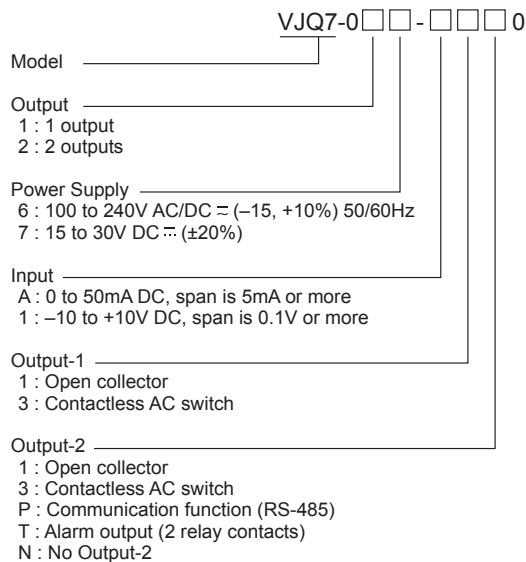 VJQ7-0□□-□□□0
Model
Output
1 : 1 output
2 : 2 outputs
Power Supply
6 : 100 to 240V AC/DC ⎓ (–15, +10%) 50/60Hz
7 : 15 to 30V DC ⎓ (±20%)
Input
A : 0 to 50mA DC, span is 5mA or more
1 : –10 to +10V DC, span is 0.1V or more
Output-1
1 : Open collector
3 : Contactless AC switch
Output-2
1 : Open collector
3 : Contactless AC switch
P : Communication function (RS-485)
T : Alarm output (2 relay contacts)
N : No Output-2